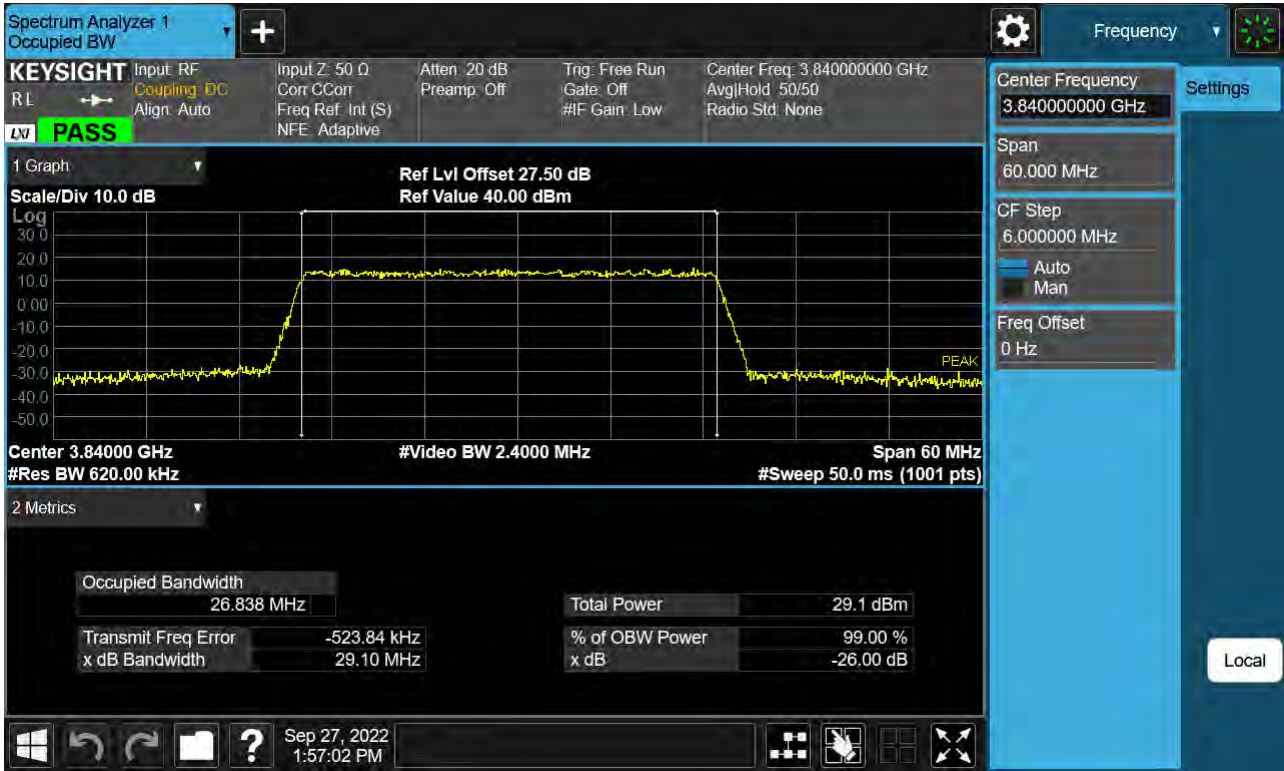 Spectrum Analyzer 1
Occupied BW
Frequency
KEYSIGHT
RL
LXI
PASS
Input: RF
Coupling: DC
Align: Auto
Input Z: 50 Ω
Corr CCorr
Freq Ref: Int (S)
NFE: Adaptive
Atten: 20 dB
Preamp: Off
Trig: Free Run
Gate: Off
#IF Gain: Low
Center Freq: 3.840000000 GHz
Avg|Hold: 50/50
Radio Std: None
Center Frequency
3.840000000 GHz
Settings
Span
60.000 MHz
CF Step
6.000000 MHz
Auto
Man
Freq Offset
0 Hz
Local
1 Graph
Scale/Div 10.0 dB
Ref Lvl Offset 27.50 dB
Ref Value 40.00 dBm
Log
30.0
20.0
10.0
0.00
-10.0
-20.0
-30.0
-40.0
-50.0
PEAK
Center 3.84000 GHz
#Video BW 2.4000 MHz
Span 60 MHz
#Res BW 620.00 kHz
#Sweep 50.0 ms (1001 pts)
2 Metrics
Occupied Bandwidth
26.838 MHz
Total Power 29.1 dBm
Transmit Freq Error -523.84 kHz
% of OBW Power 99.00 %
x dB Bandwidth 29.10 MHz
x dB -26.00 dB
?
Sep 27, 2022
1:57:02 PM